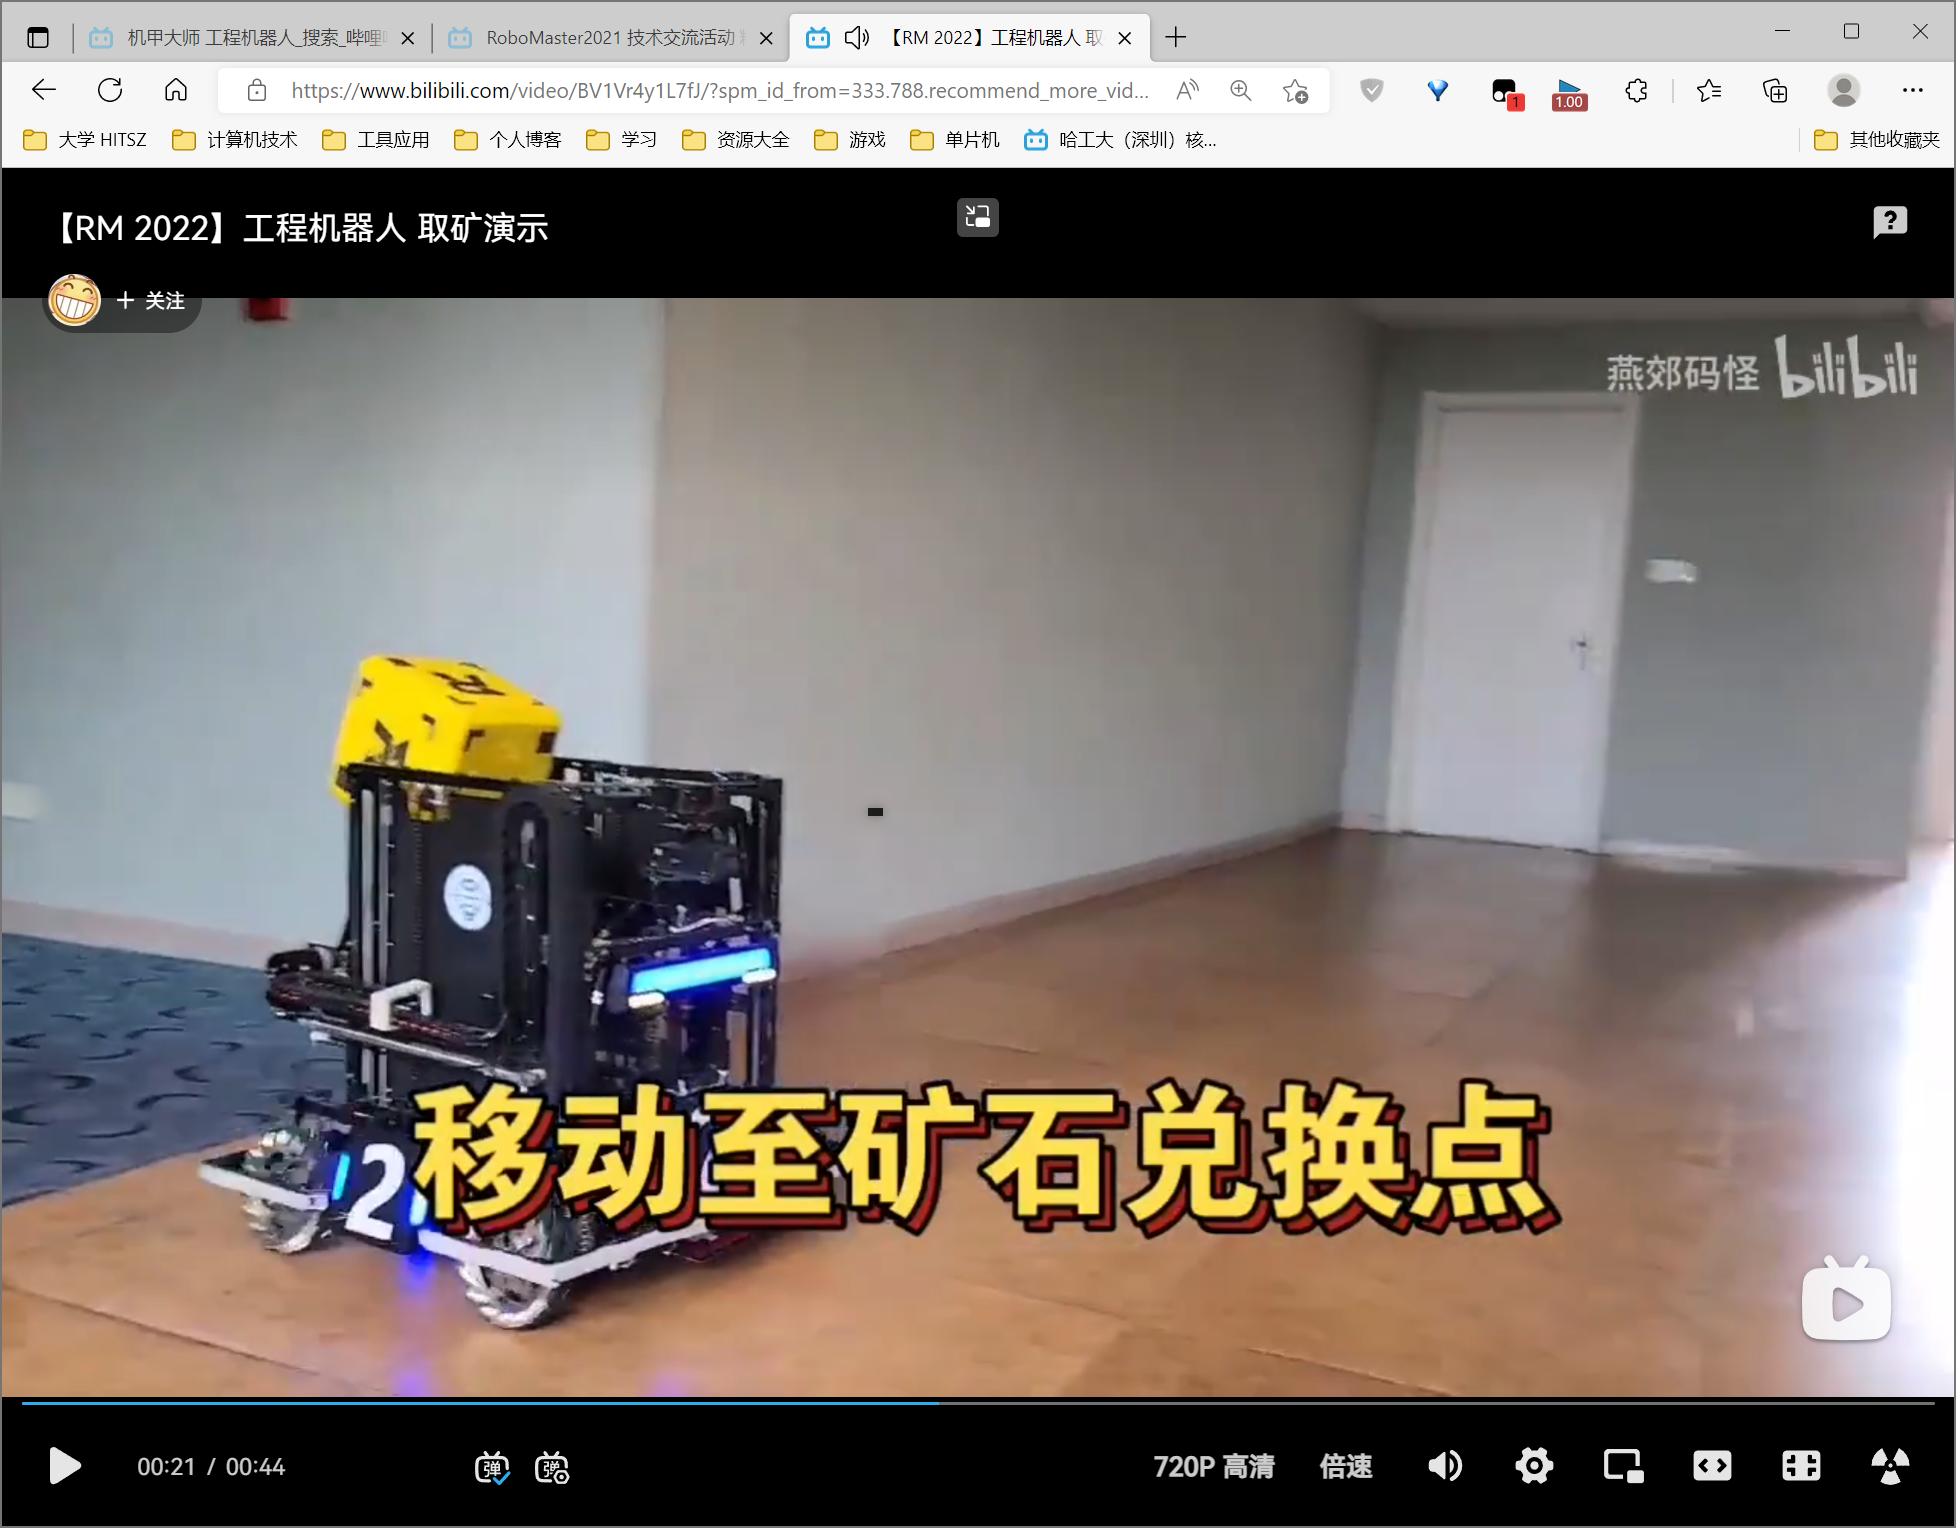 机甲大师 工程机器人_搜索_哔哩
RoboMaster2021 技术交流活动
【RM 2022】工程机器人 取
https://www.bilibili.com/video/BV1Vr4y1L7fJ/?spm_id_from=333.788.recommend_more_vid...
1
1.00
大学 HITSZ
计算机技术
工具应用
个人博客
学习
资源大全
游戏
单片机
哈工大（深圳）核...
其他收藏夹
【RM 2022】工程机器人 取矿演示
+ 关注
燕郊码怪 bilibili
R
2
移动至矿石兑换点
00:21 / 00:44
弹
弹
720P 高清
倍速